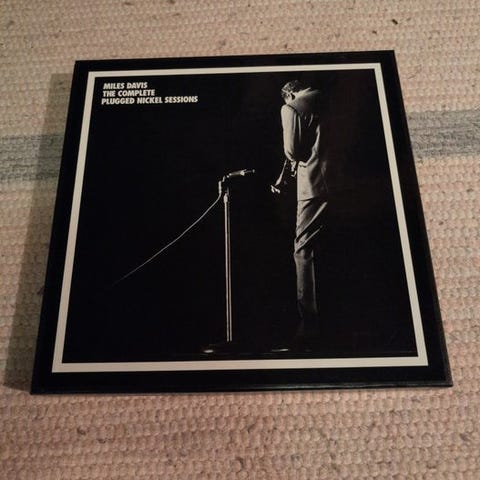 MILES DAVIS
THE COMPLETE
PLUGGED NICKEL SESSIONS